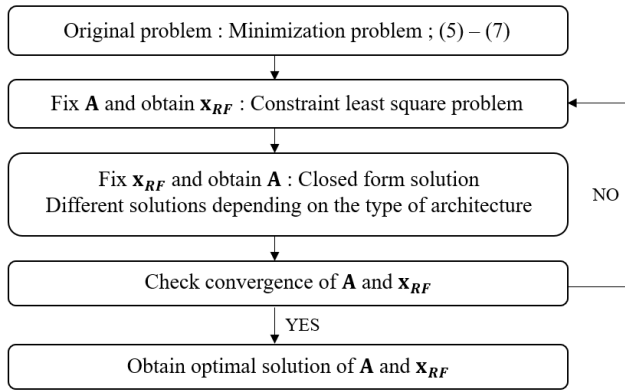 Original problem : Minimization problem ; (5) – (7)
Fix A and obtain x_RF : Constraint least square problem
Fix x_RF and obtain A : Closed form solution
Different solutions depending on the type of architecture
NO
Check convergence of A and x_RF
YES
Obtain optimal solution of A and x_RF